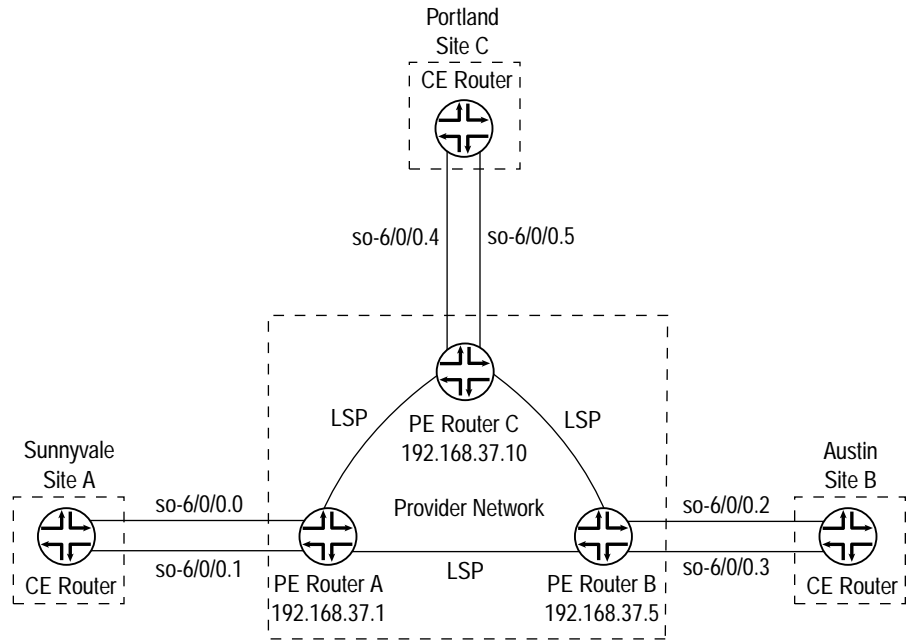 Portland
Site C
CE Router
so-6/0/0.4
so-6/0/0.5
LSP
LSP
PE Router C
192.168.37.10
Sunnyvale
Site A
Austin
Site B
so-6/0/0.0
Provider Network
so-6/0/0.2
so-6/0/0.1
LSP
so-6/0/0.3
CE Router
PE Router A
192.168.37.1
PE Router B
192.168.37.5
CE Router